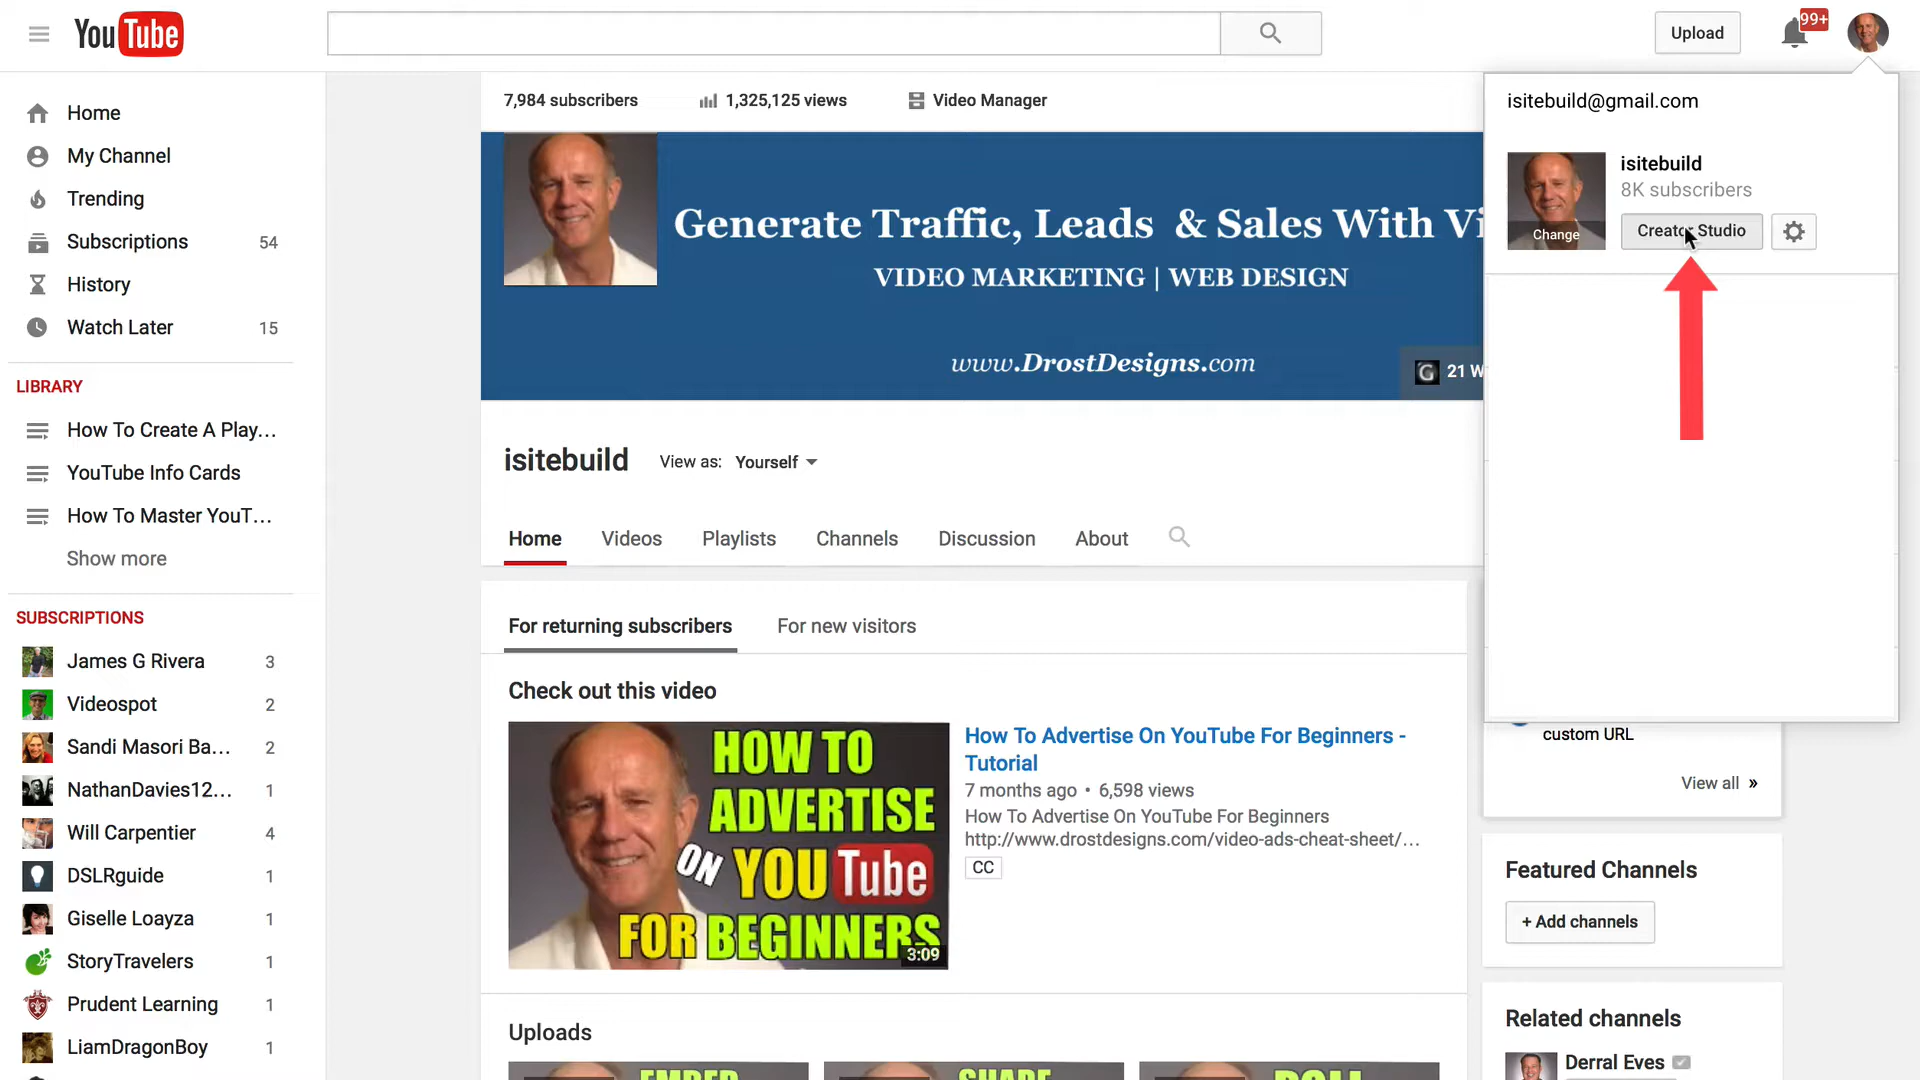 YouTube
Upload
99+
Home
My Channel
Trending
Subscriptions 54
History
Watch Later 15
LIBRARY
How To Create A Play...
YouTube Info Cards
How To Master YouT...
Show more
SUBSCRIPTIONS
James G Rivera 3
Videospot 2
Sandi Masori Ba... 2
NathanDavies12... 1
Will Carpentier 4
DSLRguide 1
Giselle Loayza 1
StoryTravelers 1
Prudent Learning 1
LiamDragonBoy 1
7,984 subscribers
1,325,125 views
Video Manager
Generate Traffic, Leads & Sales With Vi
VIDEO MARKETING | WEB DESIGN
www.DrostDesigns.com
G 21 W
isitebuild
View as: Yourself
Home Videos Playlists Channels Discussion About
For returning subscribers For new visitors
Check out this video
HOW TO
ADVERTISE
ON YOUTube
FOR BEGINNERS
3:09
How To Advertise On YouTube For Beginners -
Tutorial
7 months ago • 6,598 views
How To Advertise On YouTube For Beginners
http://www.drostdesigns.com/video-ads-cheat-sheet/...
CC
Uploads
isitebuild@gmail.com
isitebuild
8K subscribers
Change
Creator Studio
custom URL
View all »
Featured Channels
+ Add channels
Related channels
Derral Eves